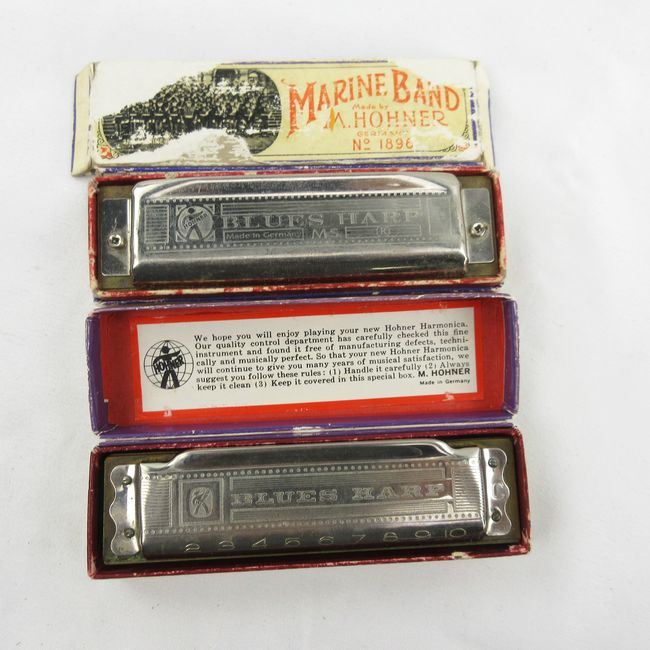 MARINE BAND
Made by
M. HOHNER
GERMANY
Nº 1896
HOHNER
BLUES HARP
Made in Germany MS
HOHNER
We hope you will enjoy playing your new Hohner Harmonica.
Our quality control department has carefully checked this fine
instrument and found it free of manufacturing defects, techni-
cally and musically perfect. So that your new Hohner Harmonica
will continue to give you many years of musical satisfaction, we
suggest you follow these rules: (1) Handle it carefully (2) Always
keep it clean (3) Keep it covered in this special box. M. HOHNER
Made in Germany
BLUES HARP
C
1 2 3 4 5 6 7 8 9 10